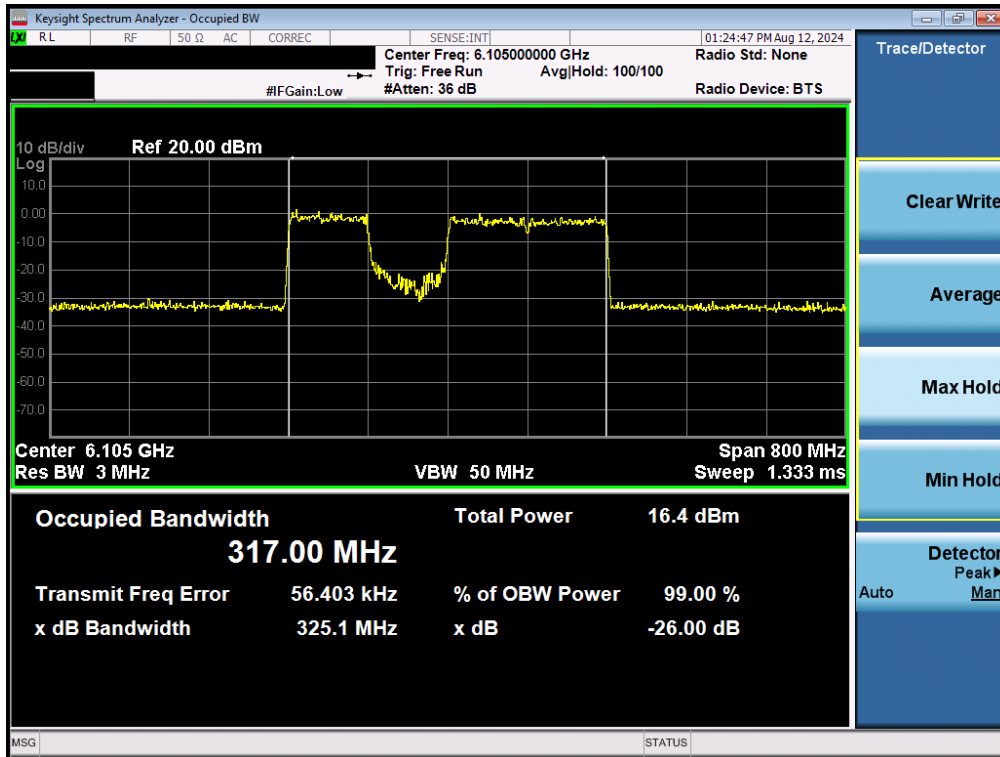 Keysight Spectrum Analyzer - Occupied BW
LXI RL RF 50 Ω AC CORREC SENSE:INT 01:24:47 PM Aug 12, 2024
Center Freq: 6.105000000 GHz Radio Std: None
Trig: Free Run Avg|Hold: 100/100
#IFGain:Low #Atten: 36 dB Radio Device: BTS
10 dB/div Ref 20.00 dBm
Log
10.0
0.00
-10.0
-20.0
-30.0
-40.0
-50.0
-60.0
-70.0
Center 6.105 GHz Span 800 MHz
Res BW 3 MHz VBW 50 MHz Sweep 1.333 ms
Occupied Bandwidth Total Power 16.4 dBm
317.00 MHz
Transmit Freq Error 56.403 kHz % of OBW Power 99.00 %
x dB Bandwidth 325.1 MHz x dB -26.00 dB
MSG STATUS
Trace/Detector
Clear Write
Average
Max Hold
Min Hold
Detector
Peak
Auto Man